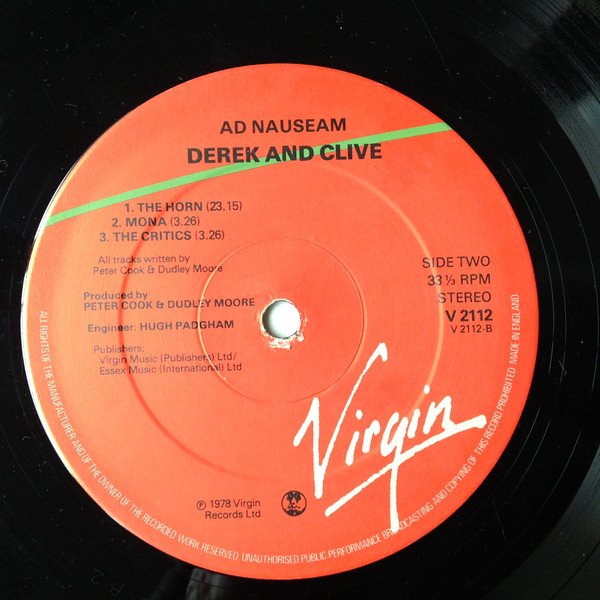 AD NAUSEAM
DEREK AND CLIVE
1. THE HORN (23.15)
2. MONA (3.26)
3. THE CRITICS (3.26)
All tracks written by
Peter Cook & Dudley Moore
Produced by
PETER COOK & DUDLEY MOORE
Engineer: HUGH PADGHAM
Publishers:
Virgin Music (Publishers) Ltd/
Essex Music (International) Ltd
SIDE TWO
33⅓ RPM
STEREO
V 2112
V 2112-B
Virgin
℗ 1978 Virgin
Records Ltd
ALL RIGHTS OF THE MANUFACTURER AND OF THE OWNER OF THE RECORDED WORK RESERVED. UNAUTHORISED PUBLIC PERFORMANCE BROADCASTING AND COPYING OF THIS RECORD PROHIBITED. MADE IN ENGLAND